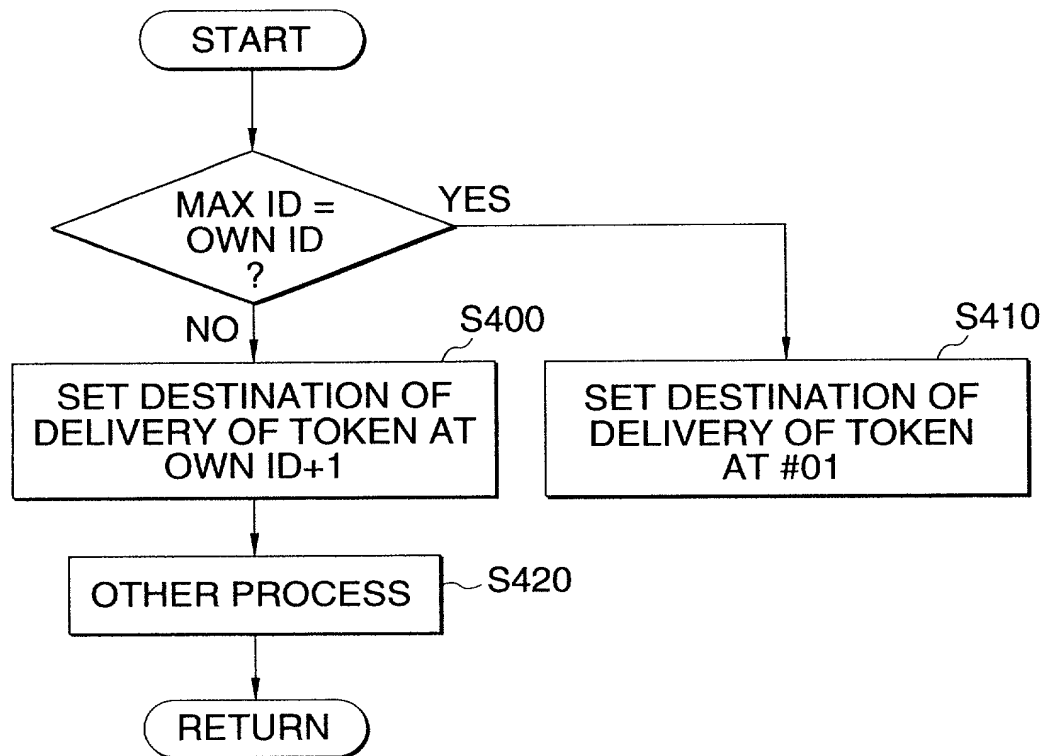 START
MAX ID =
OWN ID
?
YES
NO
S400
SET DESTINATION OF
DELIVERY OF TOKEN AT
OWN ID+1
S410
SET DESTINATION OF
DELIVERY OF TOKEN
AT #01
OTHER PROCESS
S420
RETURN